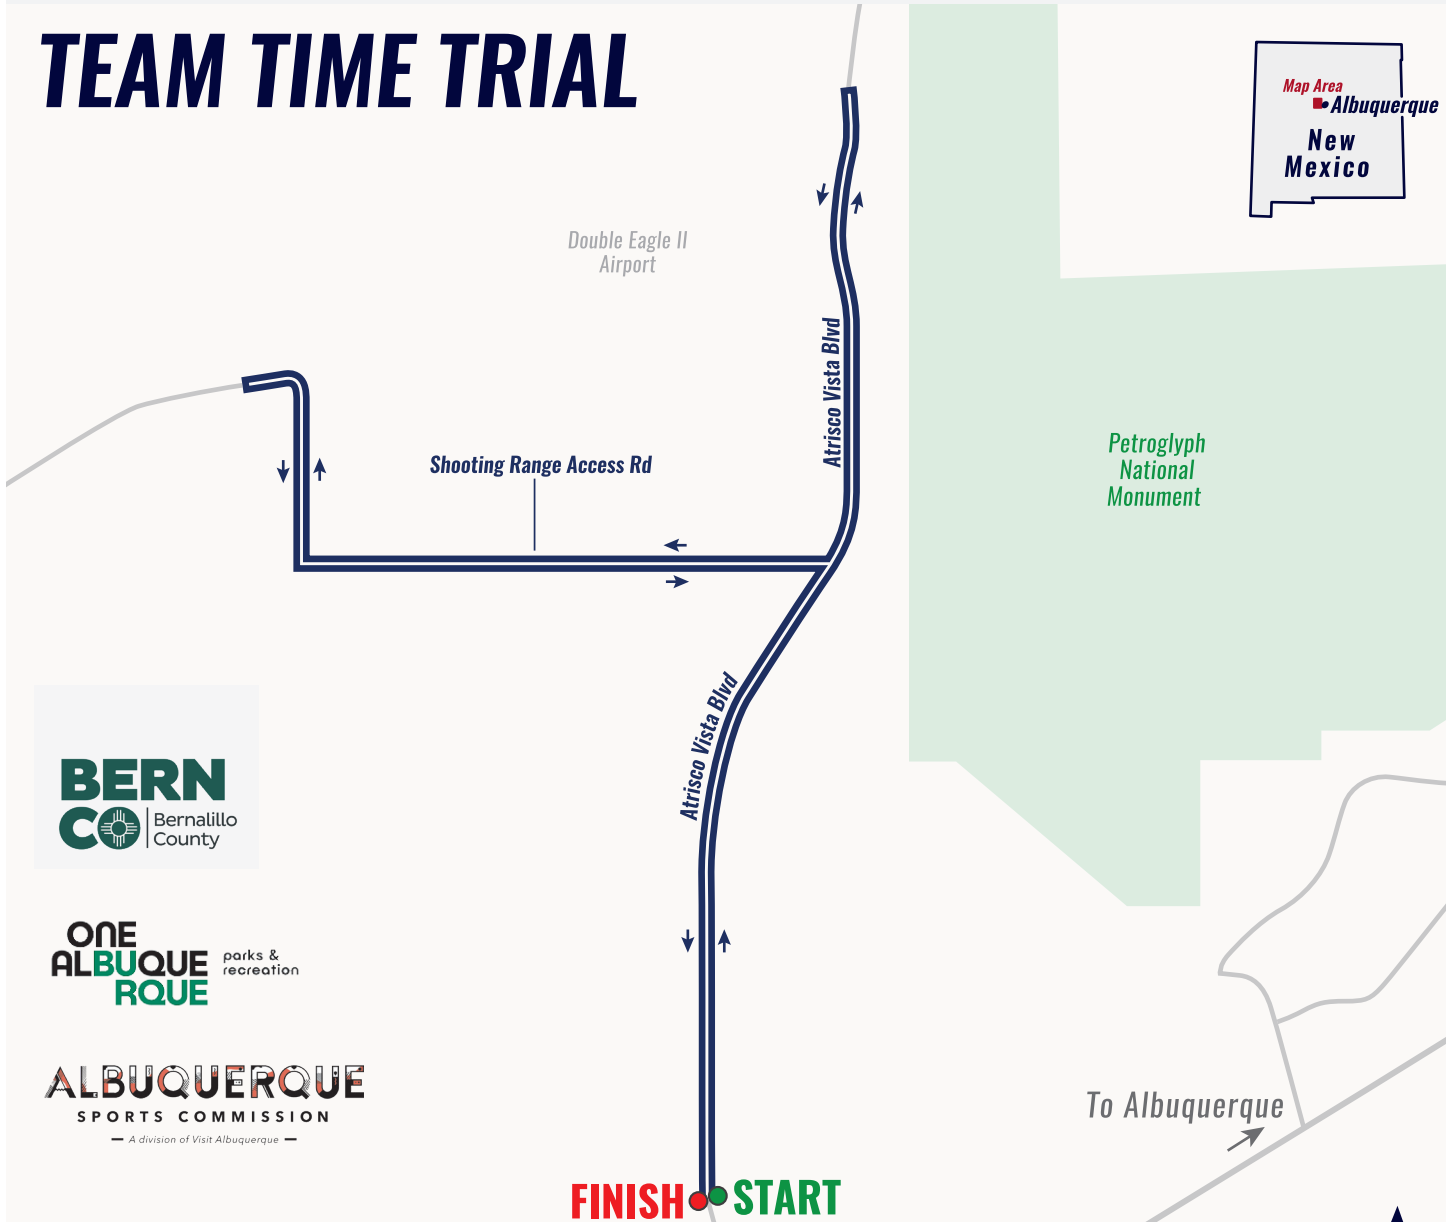 TEAM TIME TRIAL
Map Area
Albuquerque
New
Mexico
Double Eagle II
Airport
Atrisco Vista Blvd
Shooting Range Access Rd
Petroglyph
National
Monument
Atrisco Vista Blvd
BERN
CO
Bernalillo
County
ONE
ALBUQUE
RQUE
parks &
recreation
ALBUQUERQUE
SPORTS COMMISSION
A division of Visit Albuquerque
To Albuquerque
FINISH
START